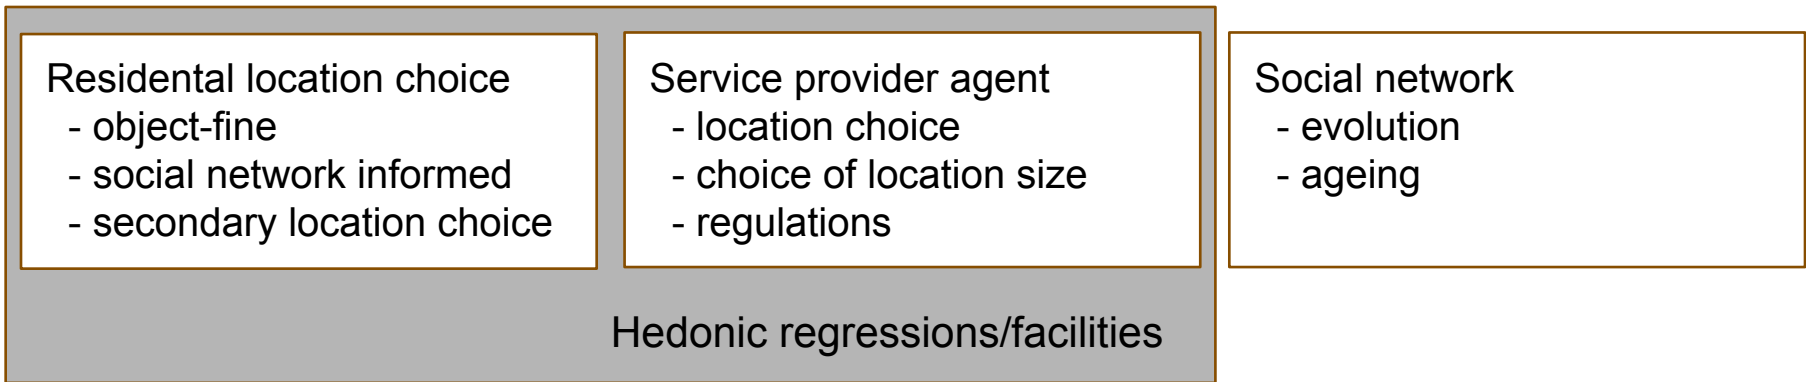 Residental location choice
- object-fine
- social network informed
- secondary location choice
Service provider agent
- location choice
- choice of location size
- regulations
Social network
- evolution
- ageing
Hedonic regressions/facilities